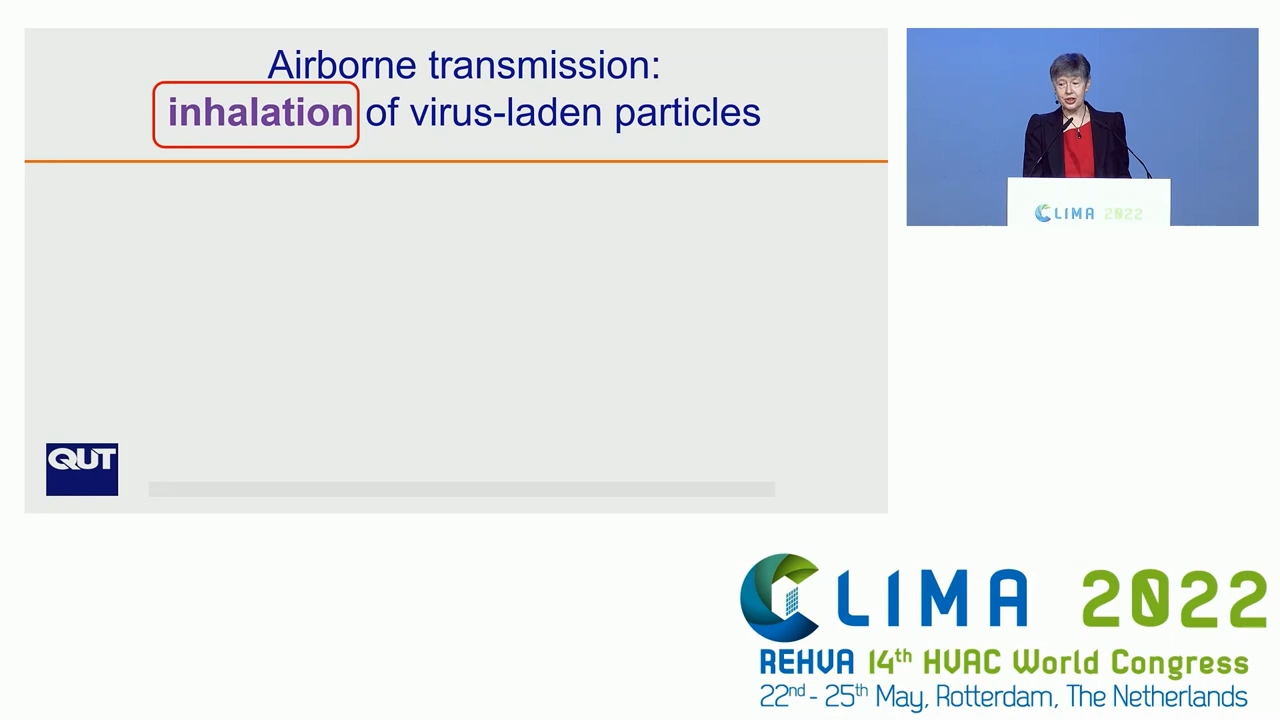 Airborne transmission:
inhalation of virus-laden particles
QUT
CLIMA 2022
CLIMA 2022
REHVA 14th HVAC World Congress
22nd - 25th May, Rotterdam, The Netherlands